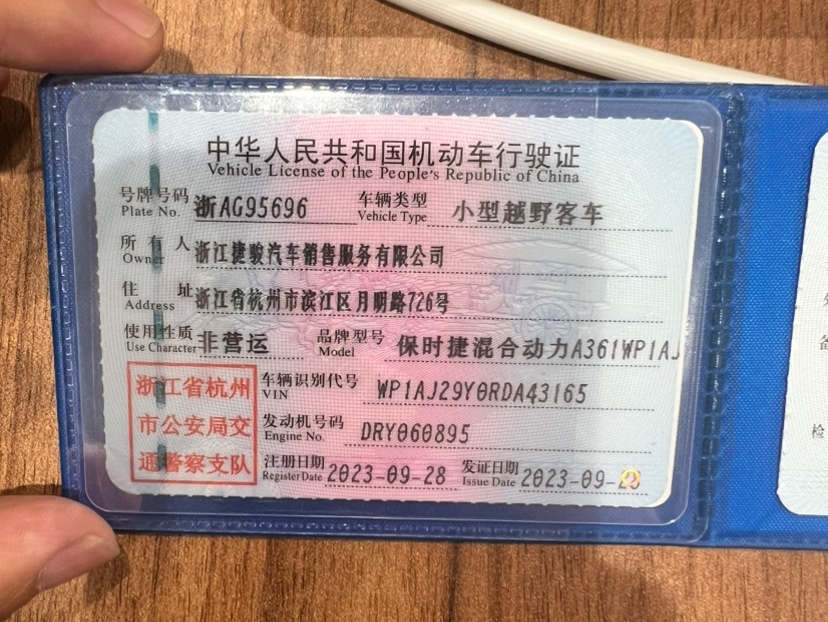 中华人民共和国机动车行驶证
Vehicle License of the People's Republic of China
号牌号码 浙AG95696 车辆类型 小型越野客车
Plate No. Vehicle Type
所有人 浙江捷骏汽车销售服务有限公司
Owner
住址 浙江省杭州市滨江区月明路726号
Address
使用性质 非营运 品牌型号 保时捷混合动力A361WP1AJ
Use Character Model
浙江省杭州
市公安局交
通警察支队
车辆识别代号 WP1AJ29Y0RDA43165
VIN
发动机号码 DRY060895
Engine No.
注册日期 2023-09-28 发证日期 2023-09-
Register Date Issue Date
检